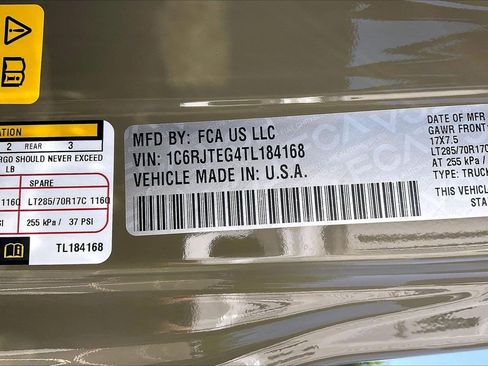 ATION
2 REAR 3
RGO SHOULD NEVER EXCEED
LB
SPARE
C 1160 LT285/70R17C 1160
SI 255 kPa / 37 PSI
TL184168
MFD BY: FCA US LLC
VIN: 1C6RJTEG4TL184168
VEHICLE MADE IN: U.S.A.
DATE OF MFR
GAWR FRONT:
17X7.5
LT285/70R17C
AT 255 kPa /
TYPE: TRUCK
THIS VEHIC
STA